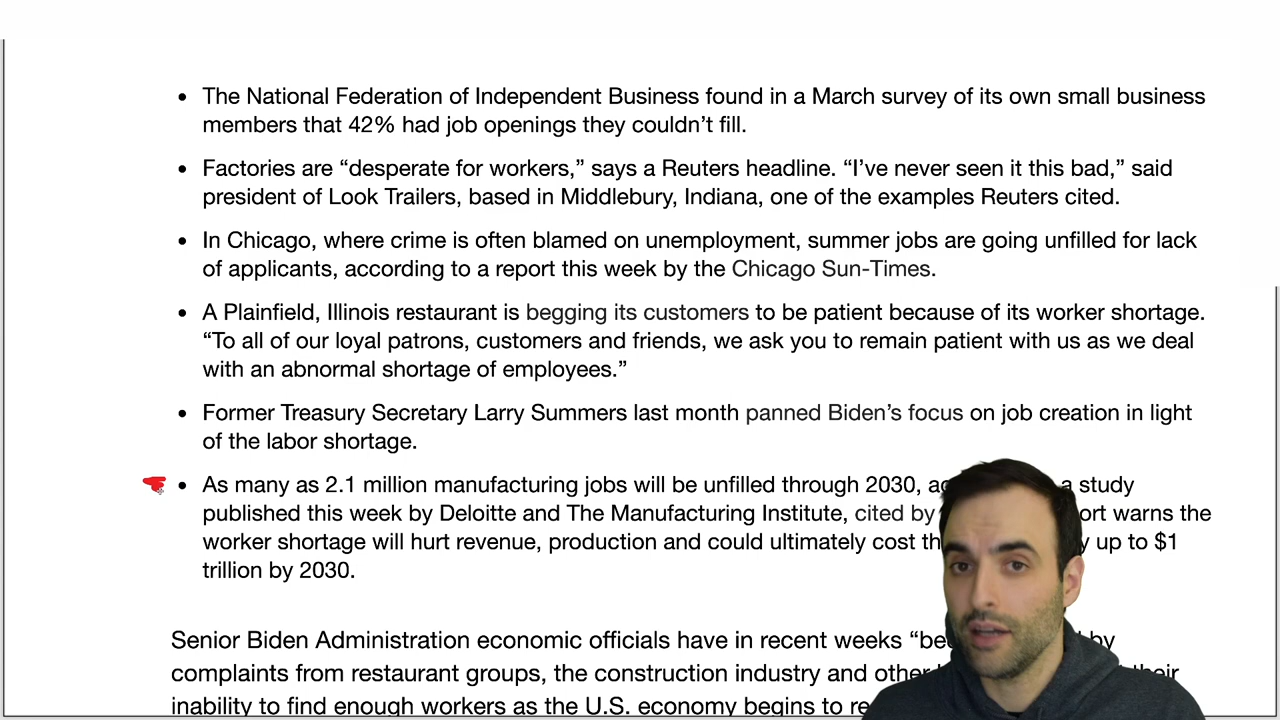 • The National Federation of Independent Business found in a March survey of its own small business
members that 42% had job openings they couldn’t fill.
• Factories are “desperate for workers,” says a Reuters headline. “I’ve never seen it this bad,” said
president of Look Trailers, based in Middlebury, Indiana, one of the examples Reuters cited.
• In Chicago, where crime is often blamed on unemployment, summer jobs are going unfilled for lack
of applicants, according to a report this week by the Chicago Sun-Times.
• A Plainfield, Illinois restaurant is begging its customers to be patient because of its worker shortage.
“To all of our loyal patrons, customers and friends, we ask you to remain patient with us as we deal
with an abnormal shortage of employees.”
• Former Treasury Secretary Larry Summers last month panned Biden’s focus on job creation in light
of the labor shortage.
• As many as 2.1 million manufacturing jobs will be unfilled through 2030, a study
published this week by Deloitte and The Manufacturing Institute, cited by warns the
worker shortage will hurt revenue, production and could ultimately cost up to $1
trillion by 2030.
Senior Biden Administration economic officials have in recent weeks by
complaints from restaurant groups, the construction industry and other
inability to find enough workers as the U.S. economy begins to